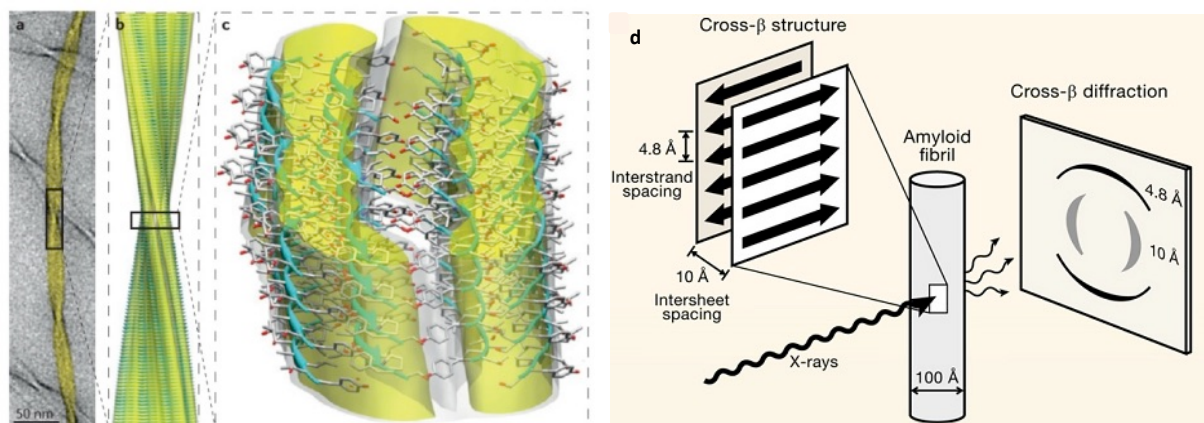 a
b
c
50 nm
d
Cross-β structure
4.8 Å
Interstrand
spacing
10 Å
Intersheet
spacing
X-rays
Amyloid
fibril
100 Å
Cross-β diffraction
4.8 Å
10 Å